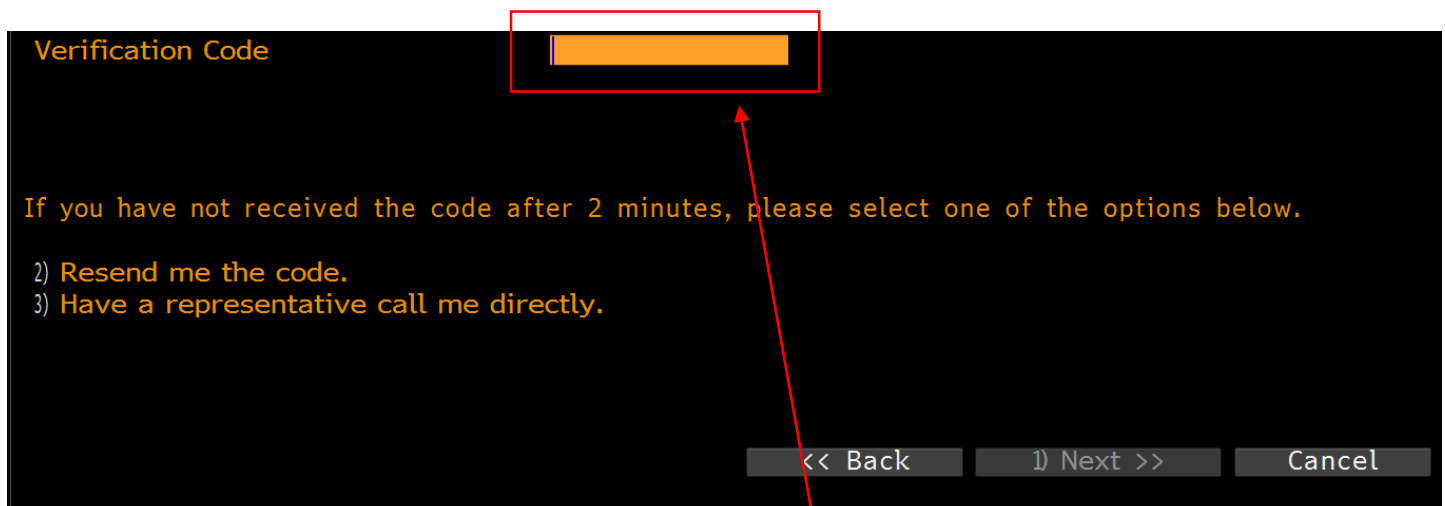 Verification Code
If you have not received the code after 2 minutes, please select one of the options below.
2) Resend me the code.
3) Have a representative call me directly.
<< Back 1) Next >> Cancel